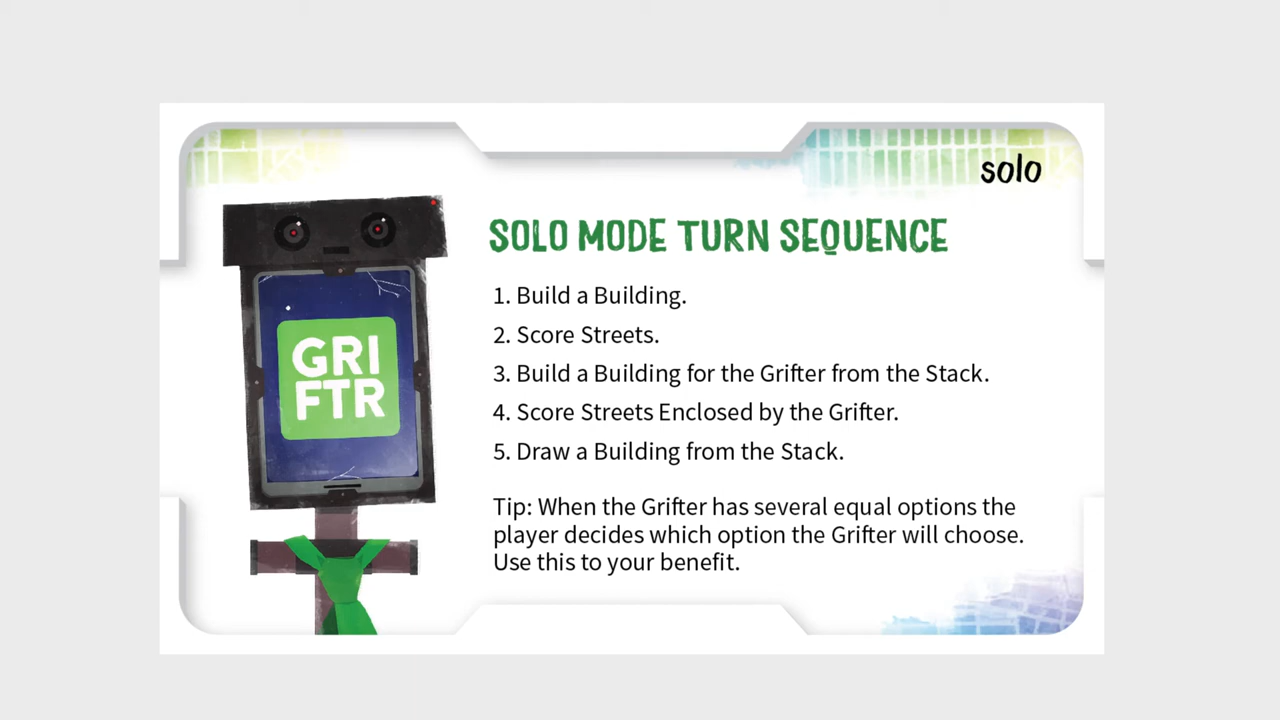 solo
SOLO MODE TURN SEQUENCE
GRI
FTR
1. Build a Building.
2. Score Streets.
3. Build a Building for the Grifter from the Stack.
4. Score Streets Enclosed by the Grifter.
5. Draw a Building from the Stack.
Tip: When the Grifter has several equal options the
player decides which option the Grifter will choose.
Use this to your benefit.